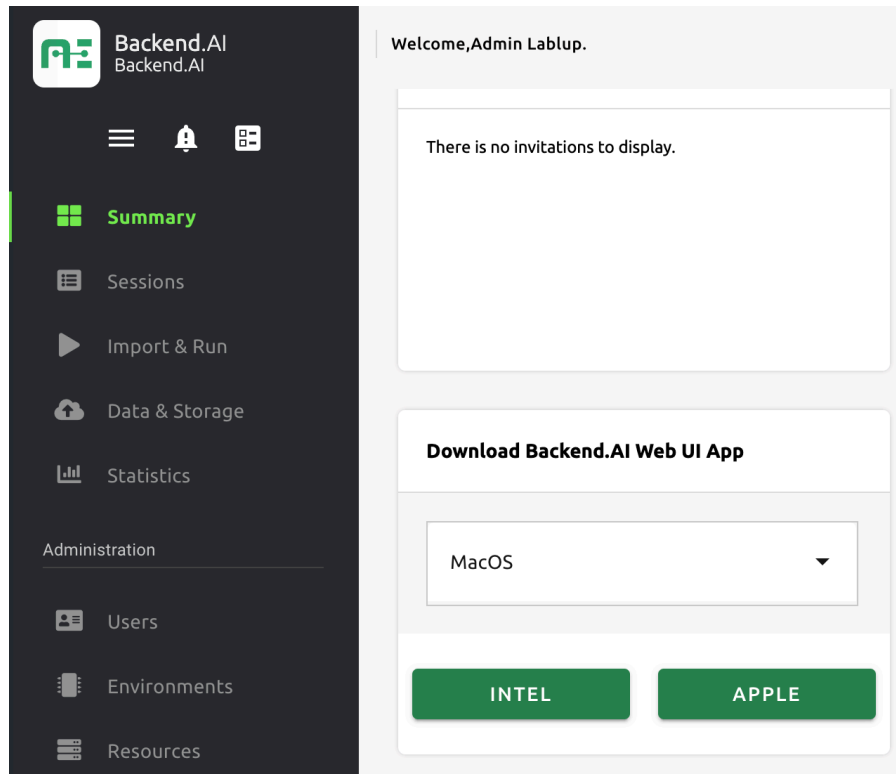 Backend.AI
Backend.AI
Summary
Sessions
Import & Run
Data & Storage
Statistics
Administration
Users
Environments
Resources
Welcome,Admin Lablup.
There is no invitations to display.
Download Backend.AI Web UI App
MacOS
INTEL
APPLE